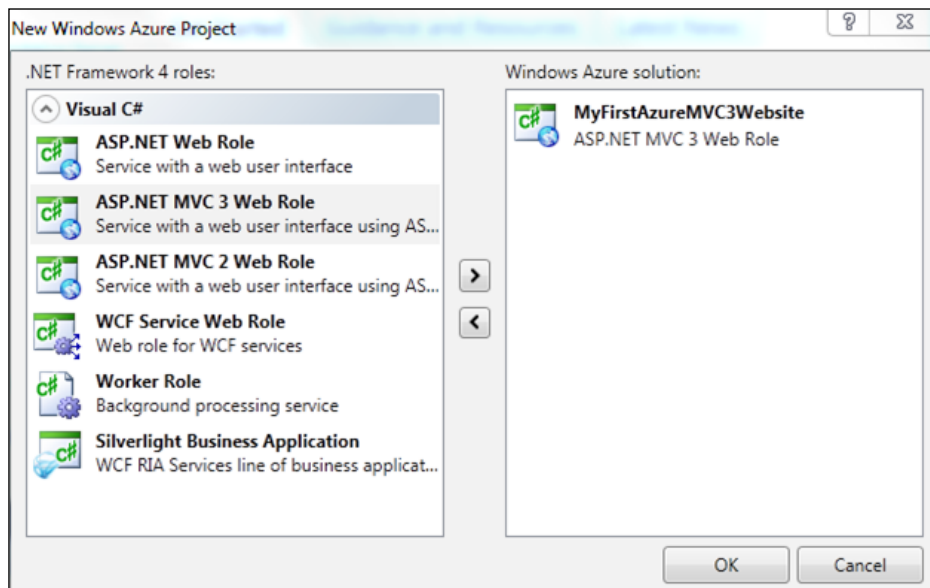 New Windows Azure Project
.NET Framework 4 roles:
Visual C#
ASP.NET Web Role
Service with a web user interface
ASP.NET MVC 3 Web Role
Service with a web user interface using AS...
ASP.NET MVC 2 Web Role
Service with a web user interface using AS...
WCF Service Web Role
Web role for WCF services
Worker Role
Background processing service
Silverlight Business Application
WCF RIA Services line of business applicat...
Windows Azure solution:
MyFirstAzureMVC3Website
ASP.NET MVC 3 Web Role
OK
Cancel